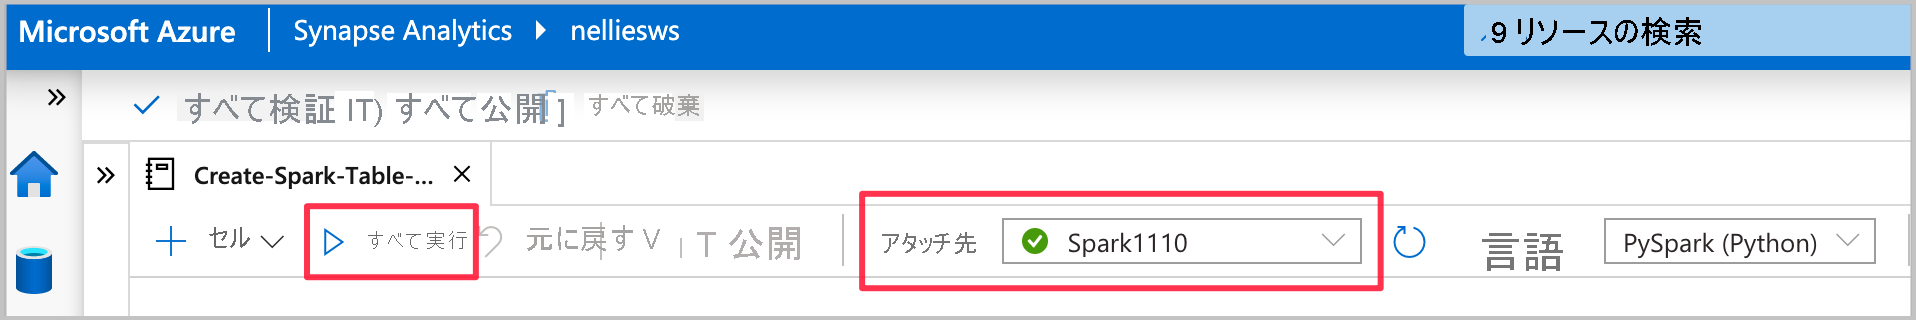 Microsoft Azure Synapse Analytics nelliesws 9 リソースの検索
すべて検証 IT) すべて公開 ] すべて破棄
Create-Spark-Table-...
セル すべて実行 元に戻す V T 公開 アタッチ先 Spark1110 言語 PySpark (Python)